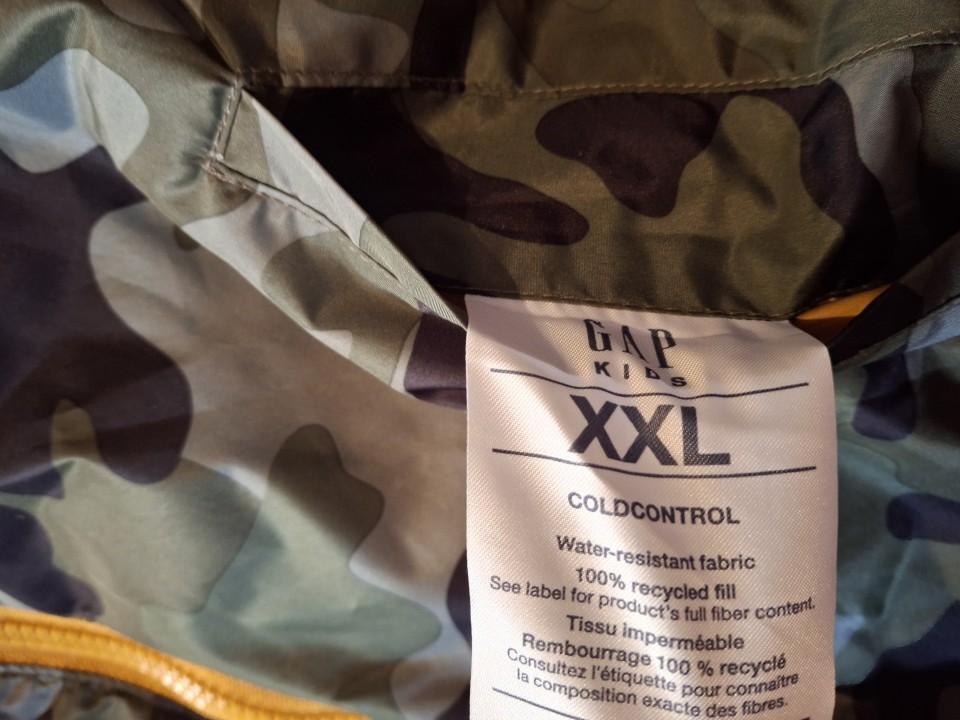 GAP
KIDS
XXL
COLDCONTROL
Water-resistant fabric
100% recycled fill
See label for product's full fiber content.
Tissu imperméable
Rembourrage 100 % recyclé
Consultez l'étiquette pour connaître
la composition exacte des fibres.